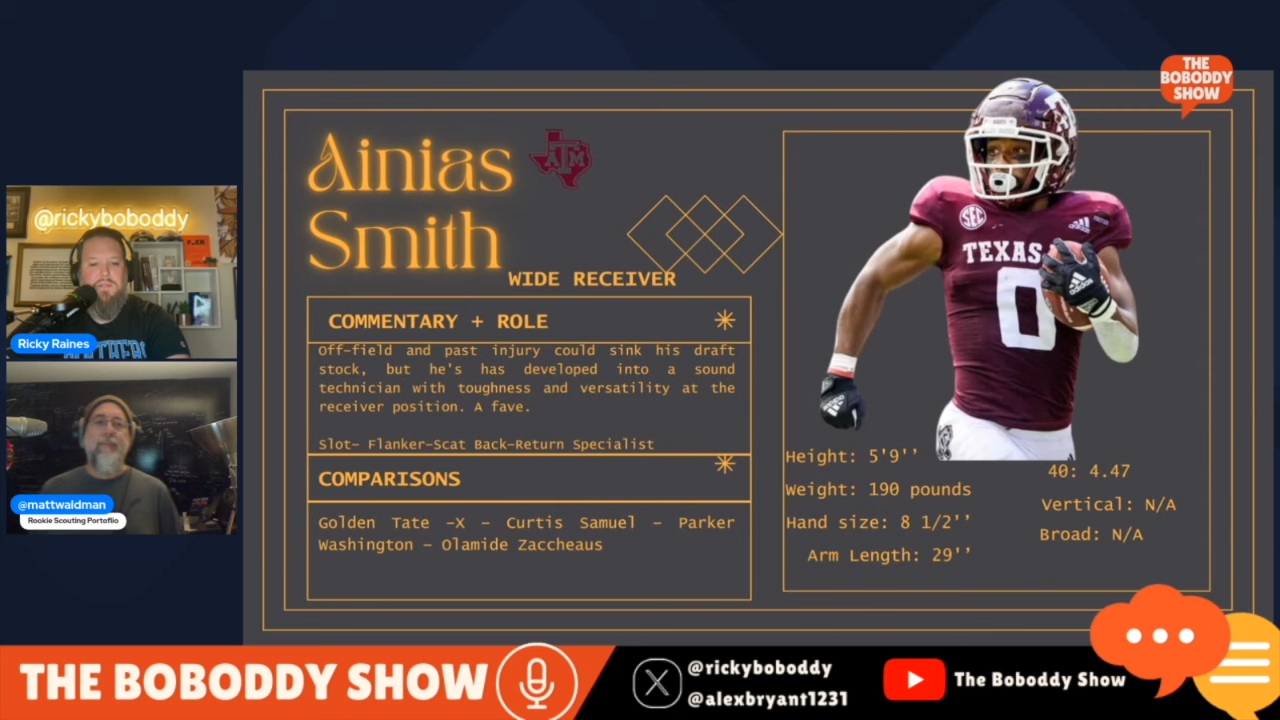 THE
BOBODDY
SHOW
Ainias
Smith
A
T
M
WIDE RECEIVER
COMMENTARY + ROLE
Off-field and past injury could sink his draft
stock, but he's has developed into a sound
technician with toughness and versatility at the
receiver position. A fave.
Slot- Flanker-Scat Back-Return Specialist
COMPARISONS
Golden Tate -X - Curtis Samuel - Parker
Washington - Olamide Zaccheaus
SEC
adidas
TEXAS
0
Height: 5'9''
Weight: 190 pounds
Hand size: 8 1/2''
Arm Length: 29''
40: 4.47
Vertical: N/A
Broad: N/A
@rickyboboddy
Ricky Raines
@mattwaldman
Rookie Scouting Portoflio
THE BOBODDY SHOW
@rickyboboddy
@alexbryant1231
The Boboddy Show